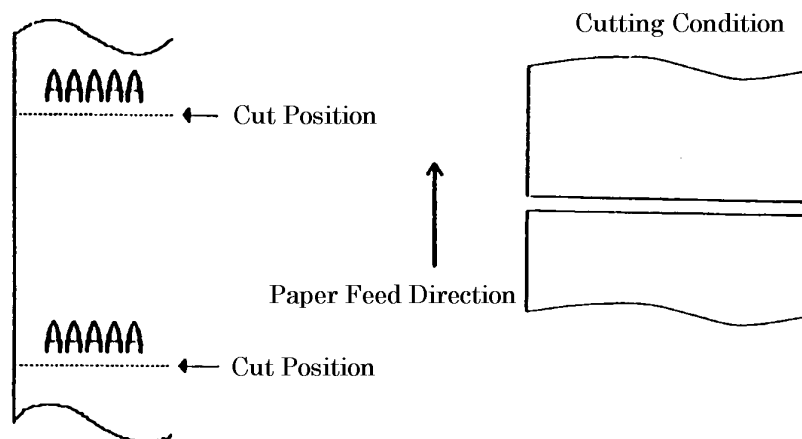 Cutting Condition
AAAAA
Cut Position
Paper Feed Direction
AAAAA
Cut Position